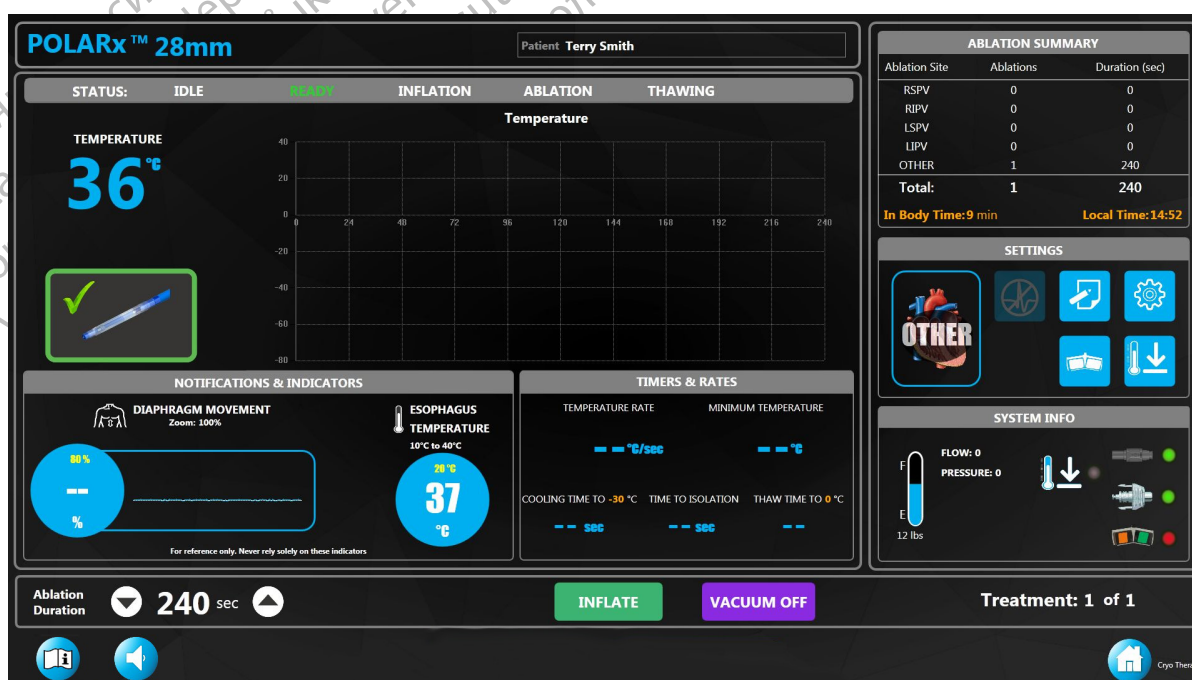 POLARx™ 28mm
Patient Terry Smith
STATUS: IDLE READY INFLATION ABLATION THAWING
TEMPERATURE
36°C
Temperature
40
20
0
0 24 48 72 96 120 144 168 192 216 240
-20
-40
-60
-80
NOTIFICATIONS & INDICATORS
DIAPHRAGM MOVEMENT
Zoom: 100%
80 %
--
%
ESOPHAGUS
TEMPERATURE
10°C to 40°C
20 °C
37
°C
For reference only. Never rely solely on these indicators
TIMERS & RATES
TEMPERATURE RATE MINIMUM TEMPERATURE
-- °C/sec -- °C
COOLING TIME TO -30 °C TIME TO ISOLATION THAW TIME TO 0 °C
-- sec -- sec --
ABLATION SUMMARY
Ablation Site Ablations Duration (sec)
RSPV 0 0
RIPV 0 0
LSPV 0 0
LIPV 0 0
OTHER 1 240
Total: 1 240
In Body Time: 9 min Local Time: 14:52
SETTINGS
OTHER
SYSTEM INFO
F
E
12 lbs
FLOW: 0
PRESSURE: 0
Ablation
Duration
240 sec
INFLATE
VACUUM OFF
Treatment: 1 of 1